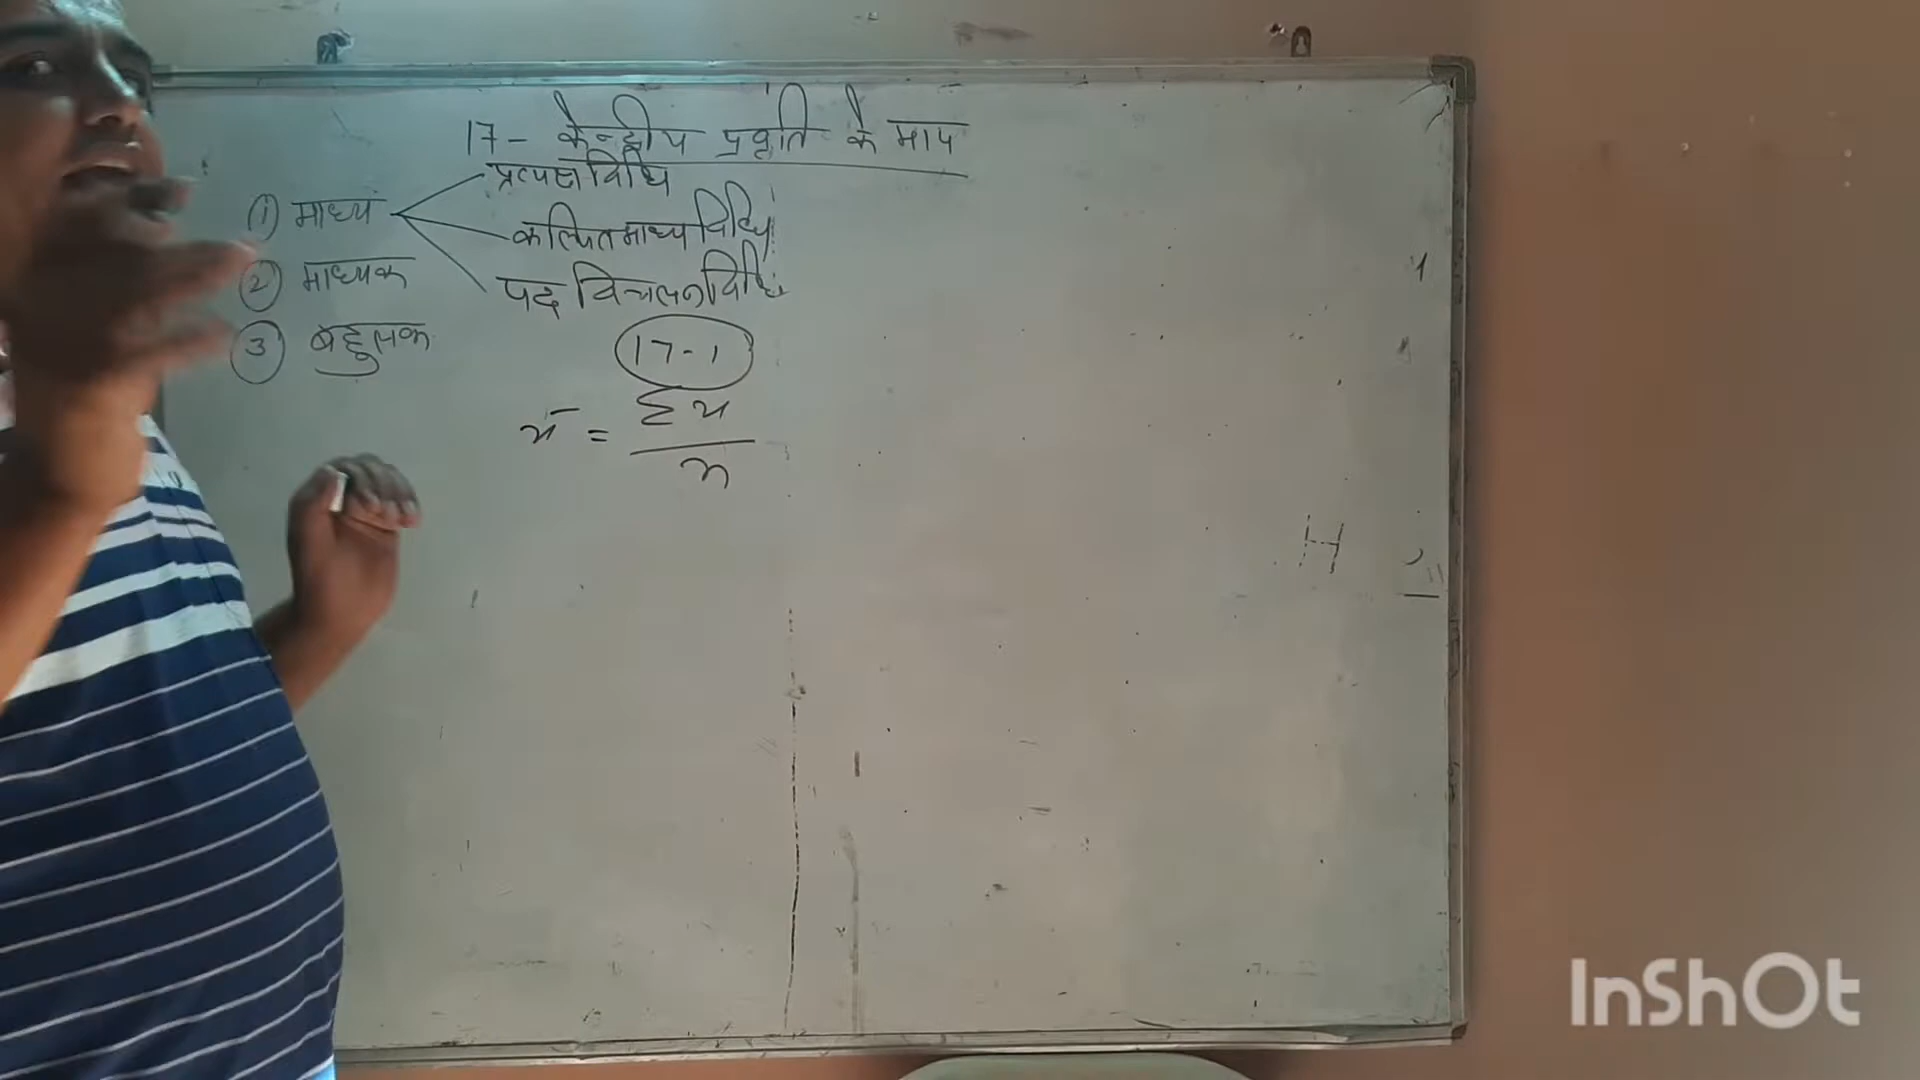 17- केन्द्रीय प्रवृति के माप
प्रत्यक्ष विधि
① माध्य
कल्पित माध्य विधि
② माध्यक
पद विचलन विधि
③ बहुलक
17-1
x̄ = Σx / n
H
InShOt